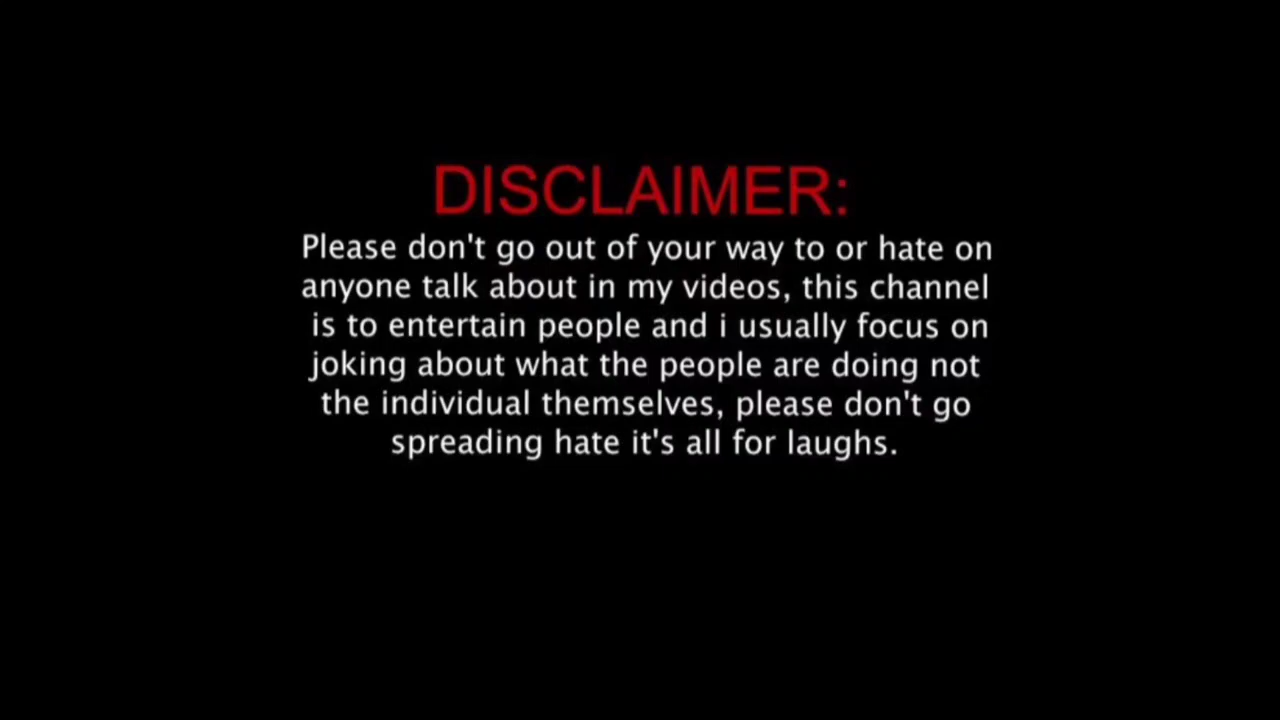 DISCLAIMER:
Please don't go out of your way to or hate on
anyone talk about in my videos, this channel
is to entertain people and i usually focus on
joking about what the people are doing not
the individual themselves, please don't go
spreading hate it's all for laughs.